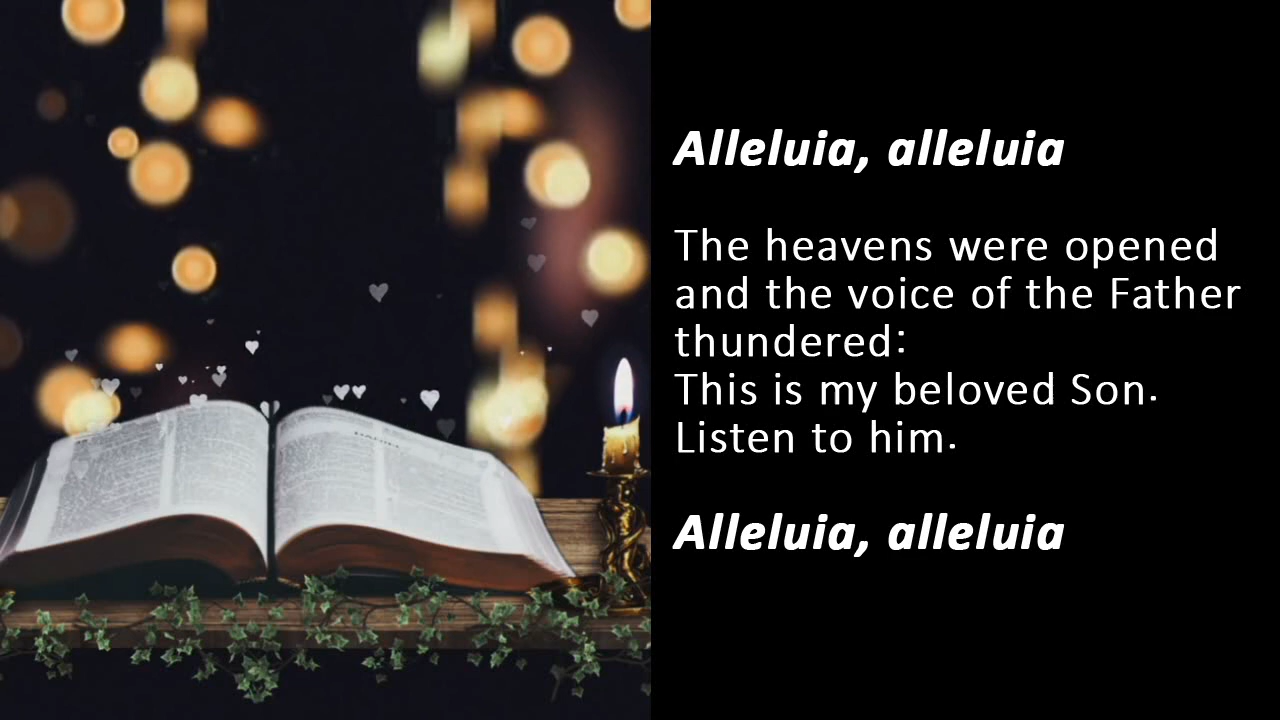 Alleluia, alleluia
The heavens were opened
and the voice of the Father
thundered:
This is my beloved Son.
Listen to him.
Alleluia, alleluia